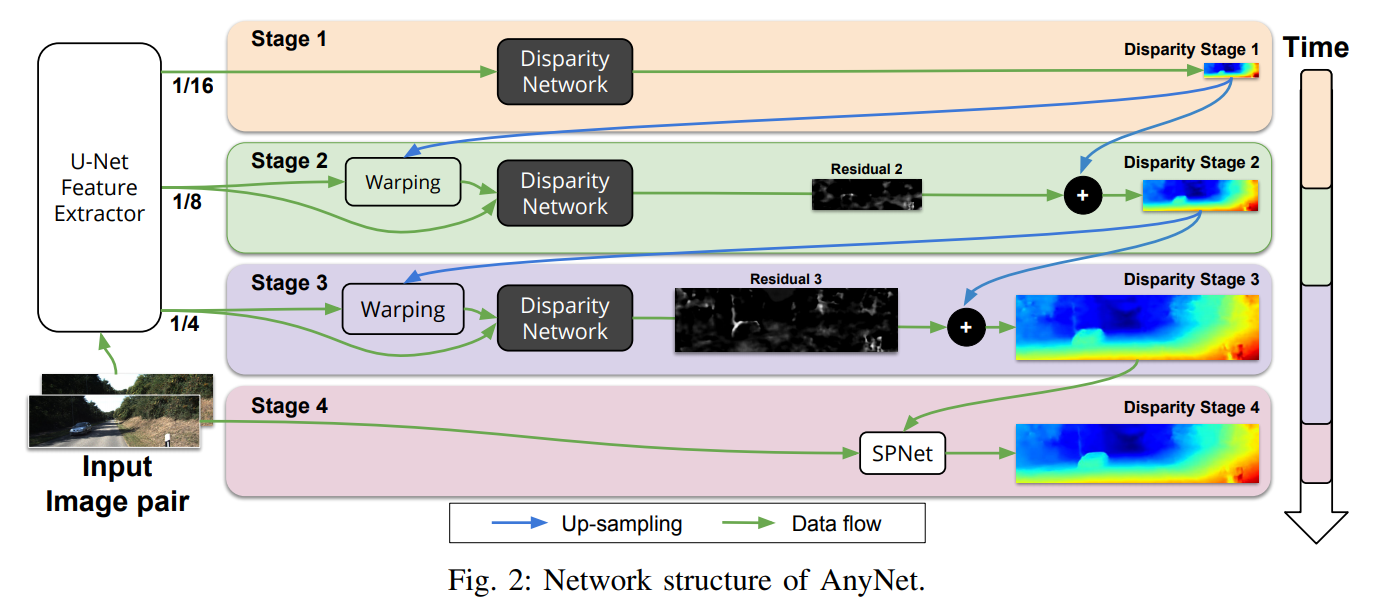 Stage 1
Disparity Stage 1
Time
Disparity
Network
1/16
U-Net
Feature
Extractor
Stage 2
Disparity Stage 2
Warping
Disparity
Network
Residual 2
+
1/8
Stage 3
Disparity Stage 3
Warping
Disparity
Network
Residual 3
+
1/4
Stage 4
Disparity Stage 4
SPNet
Input
Image pair
Up-sampling
Data flow
Fig. 2: Network structure of AnyNet.